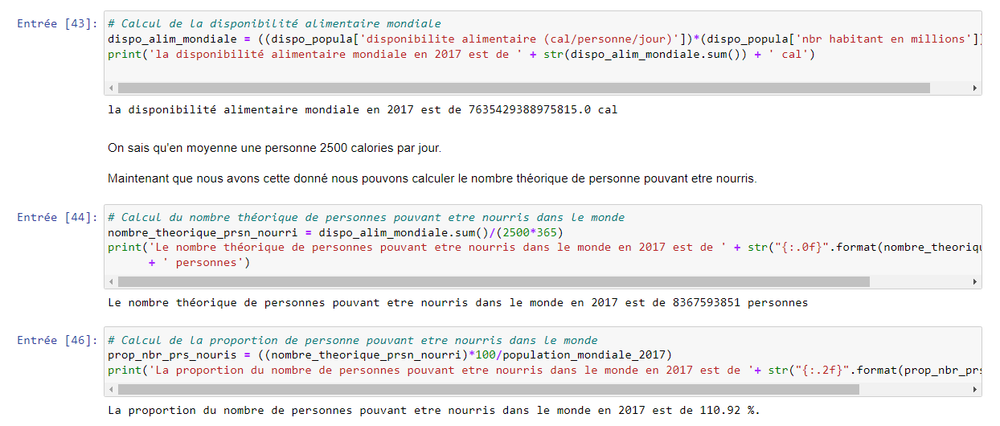 Entrée [43]: # Calcul de la disponibilité alimentaire mondiale
dispo_alim_mondiale = ((dispo_popula['disponibilite alimentaire (cal/personne/jour)'])*(dispo_popula['nbr habitant en millions'])
print('la disponibilité alimentaire mondiale en 2017 est de ' + str(dispo_alim_mondiale.sum()) + ' cal')
la disponibilité alimentaire mondiale en 2017 est de 7635429388975815.0 cal
On sais qu'en moyenne une personne 2500 calories par jour.
Maintenant que nous avons cette donné nous pouvons calculer le nombre théorique de personne pouvant etre nourris.
Entrée [44]: # Calcul du nombre théorique de personnes pouvant etre nourris dans le monde
nombre_theorique_prsn_nourri = dispo_alim_mondiale.sum()/(2500*365)
print('Le nombre théorique de personnes pouvant etre nourris dans le monde en 2017 est de ' + str("{:.0f}".format(nombre_theoriqu
+ ' personnes')
Le nombre théorique de personnes pouvant etre nourris dans le monde en 2017 est de 8367593851 personnes
Entrée [46]: # Calcul de la proportion de personne pouvant etre nourris dans le monde
prop_nbr_prs_nouris = ((nombre_theorique_prsn_nourri)*100/population_mondiale_2017)
print('La proportion du nombre de personnes pouvant etre nourris dans le monde en 2017 est de '+ str("{:.2f}".format(prop_nbr_prs
La proportion du nombre de personnes pouvant etre nourris dans le monde en 2017 est de 110.92 %.